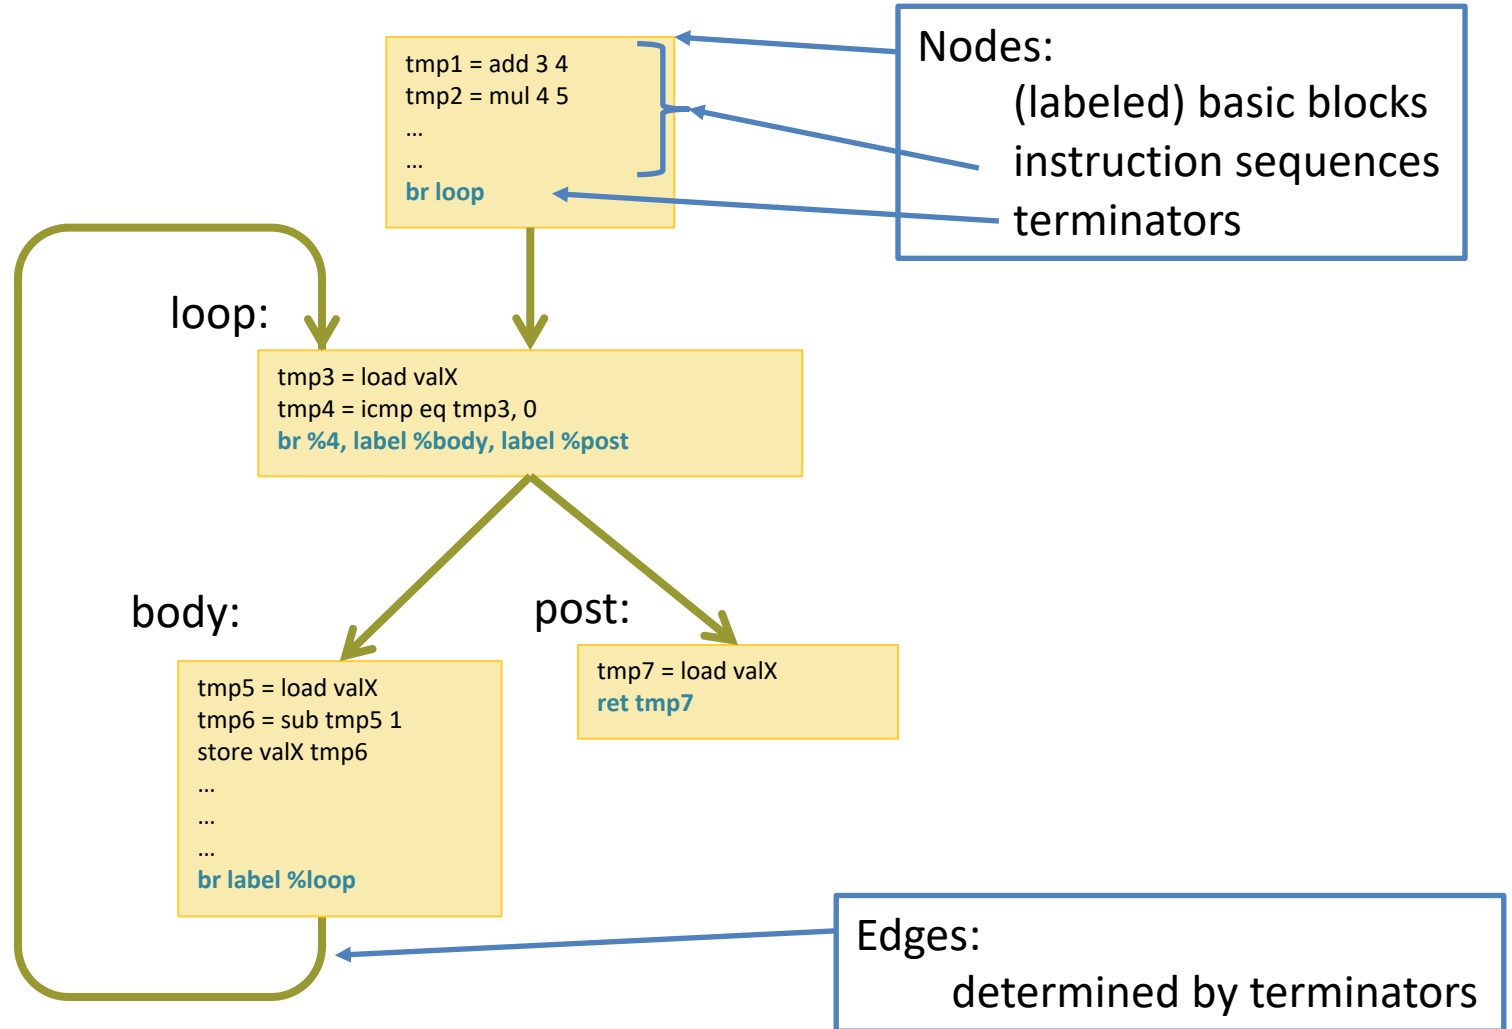 tmp1 = add 3 4
tmp2 = mul 4 5
…
…
br loop
Nodes:
(labeled) basic blocks
instruction sequences
terminators
loop:
tmp3 = load valX
tmp4 = icmp eq tmp3, 0
br %4, label %body, label %post
body:
tmp5 = load valX
tmp6 = sub tmp5 1
store valX tmp6
…
…
…
br label %loop
post:
tmp7 = load valX
ret tmp7
Edges:
determined by terminators